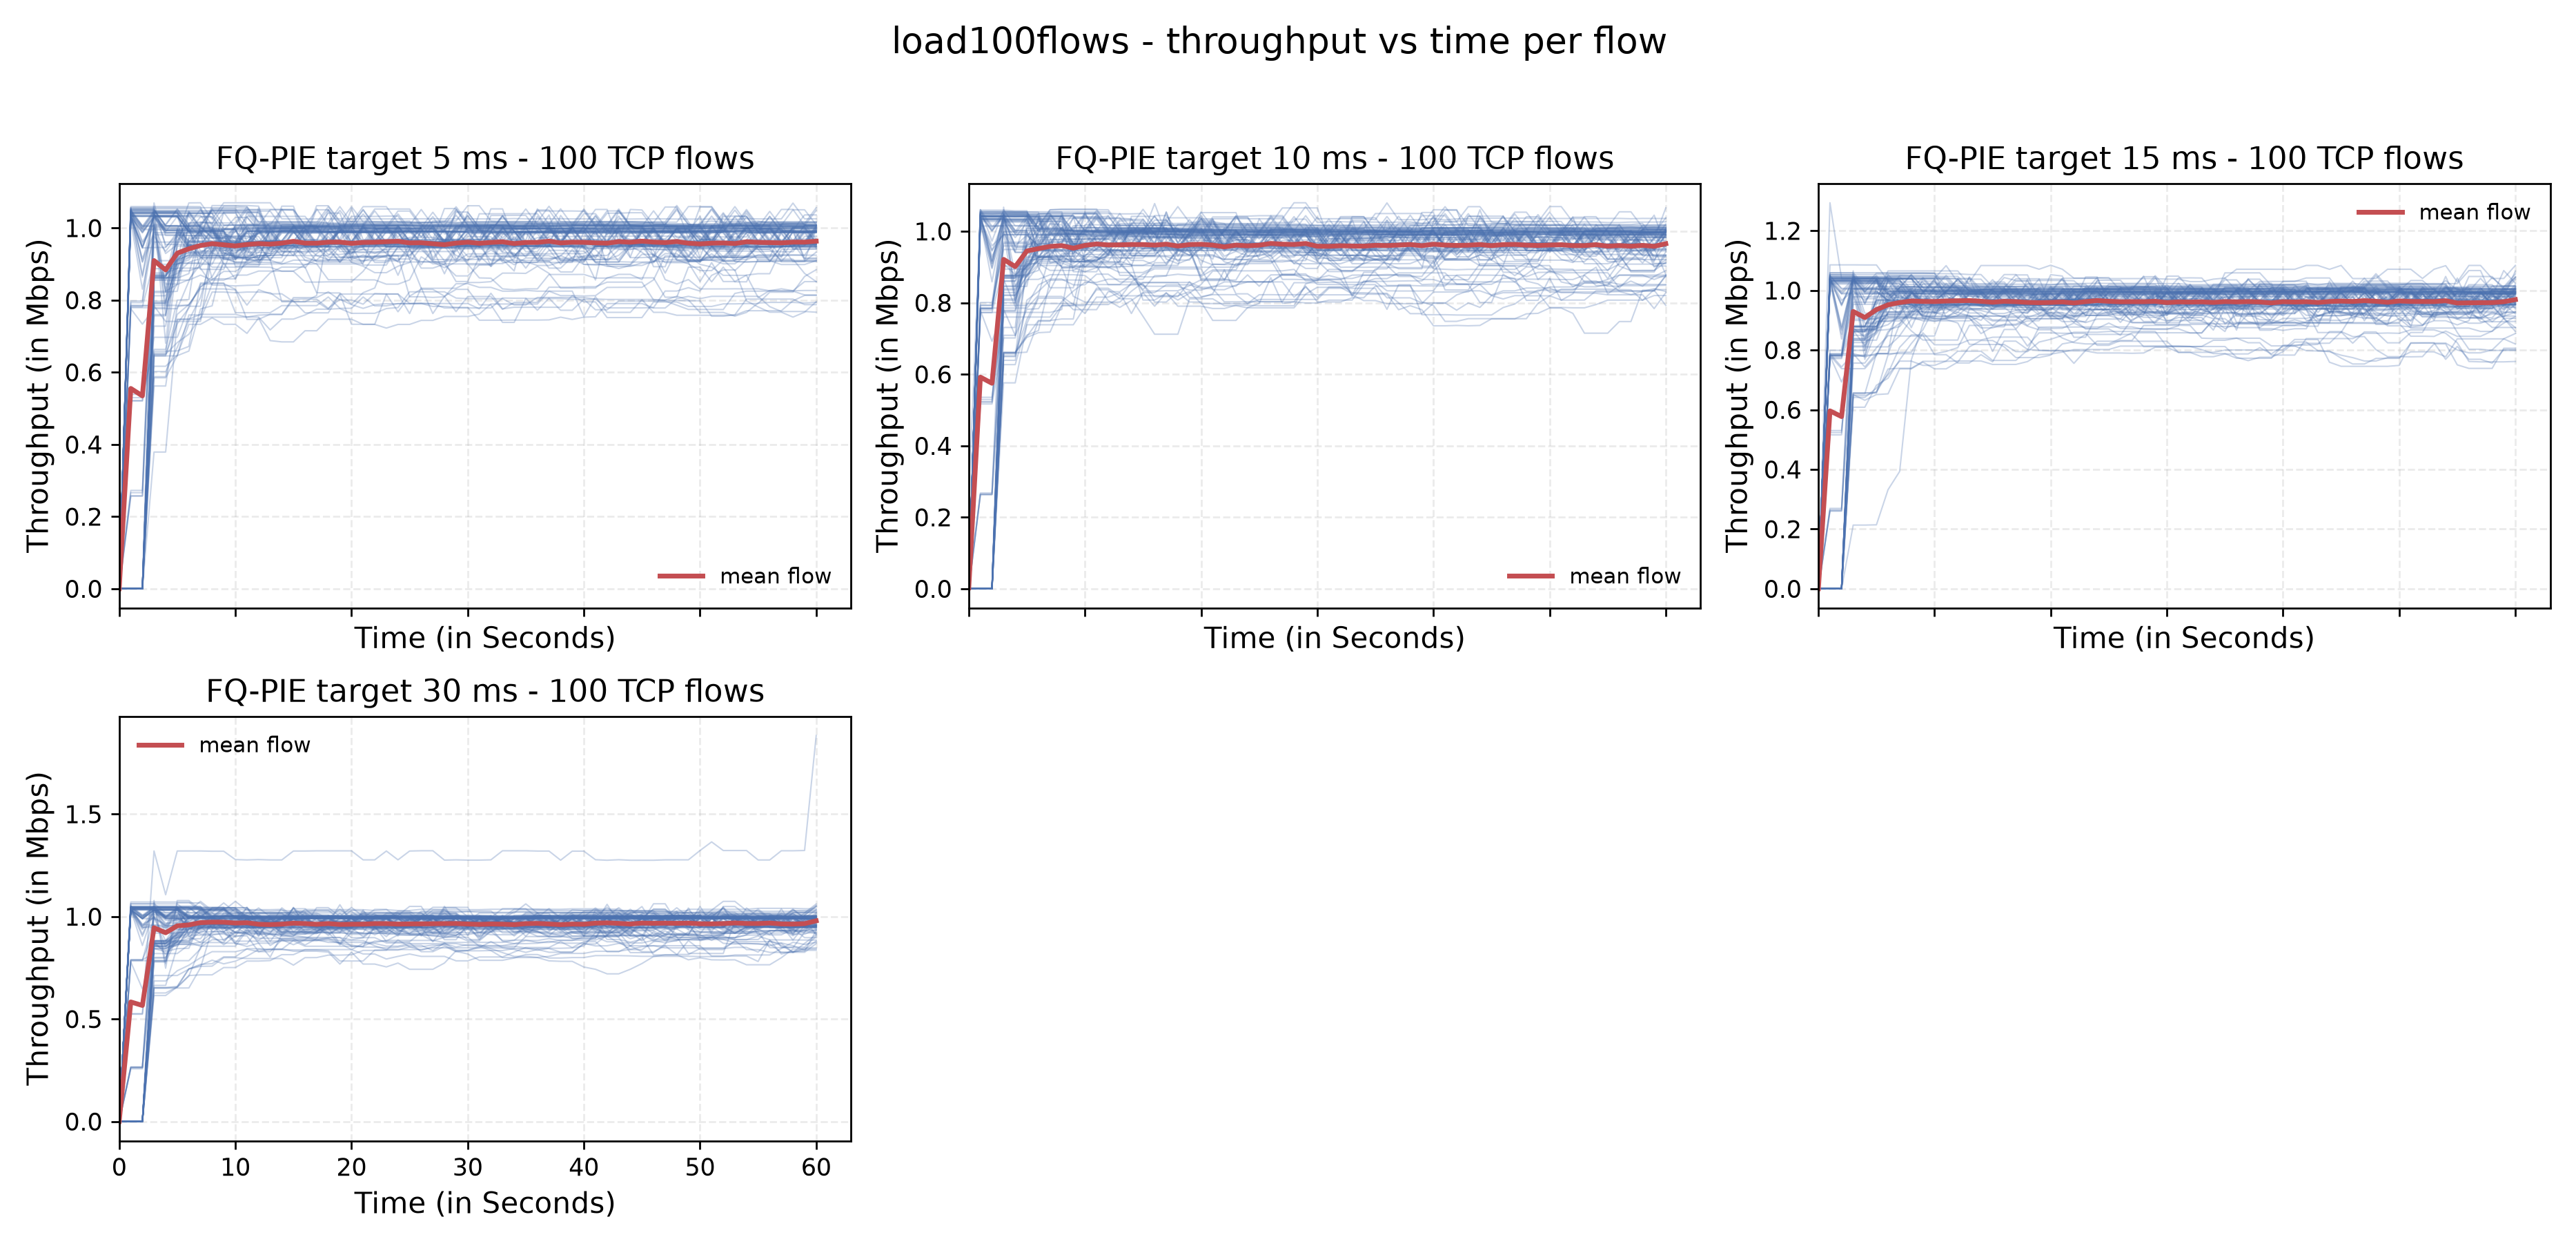 load100flows - throughput vs time per flow
FQ-PIE target 5 ms - 100 TCP flows
Throughput (in Mbps)
1.0
0.8
0.6
0.4
0.2
0.0
mean flow
Time (in Seconds)
FQ-PIE target 10 ms - 100 TCP flows
Throughput (in Mbps)
1.0
0.8
0.6
0.4
0.2
0.0
mean flow
Time (in Seconds)
FQ-PIE target 15 ms - 100 TCP flows
Throughput (in Mbps)
mean flow
1.2
1.0
0.8
0.6
0.4
0.2
0.0
Time (in Seconds)
FQ-PIE target 30 ms - 100 TCP flows
Throughput (in Mbps)
mean flow
1.5
1.0
0.5
0.0
0 10 20 30 40 50 60
Time (in Seconds)